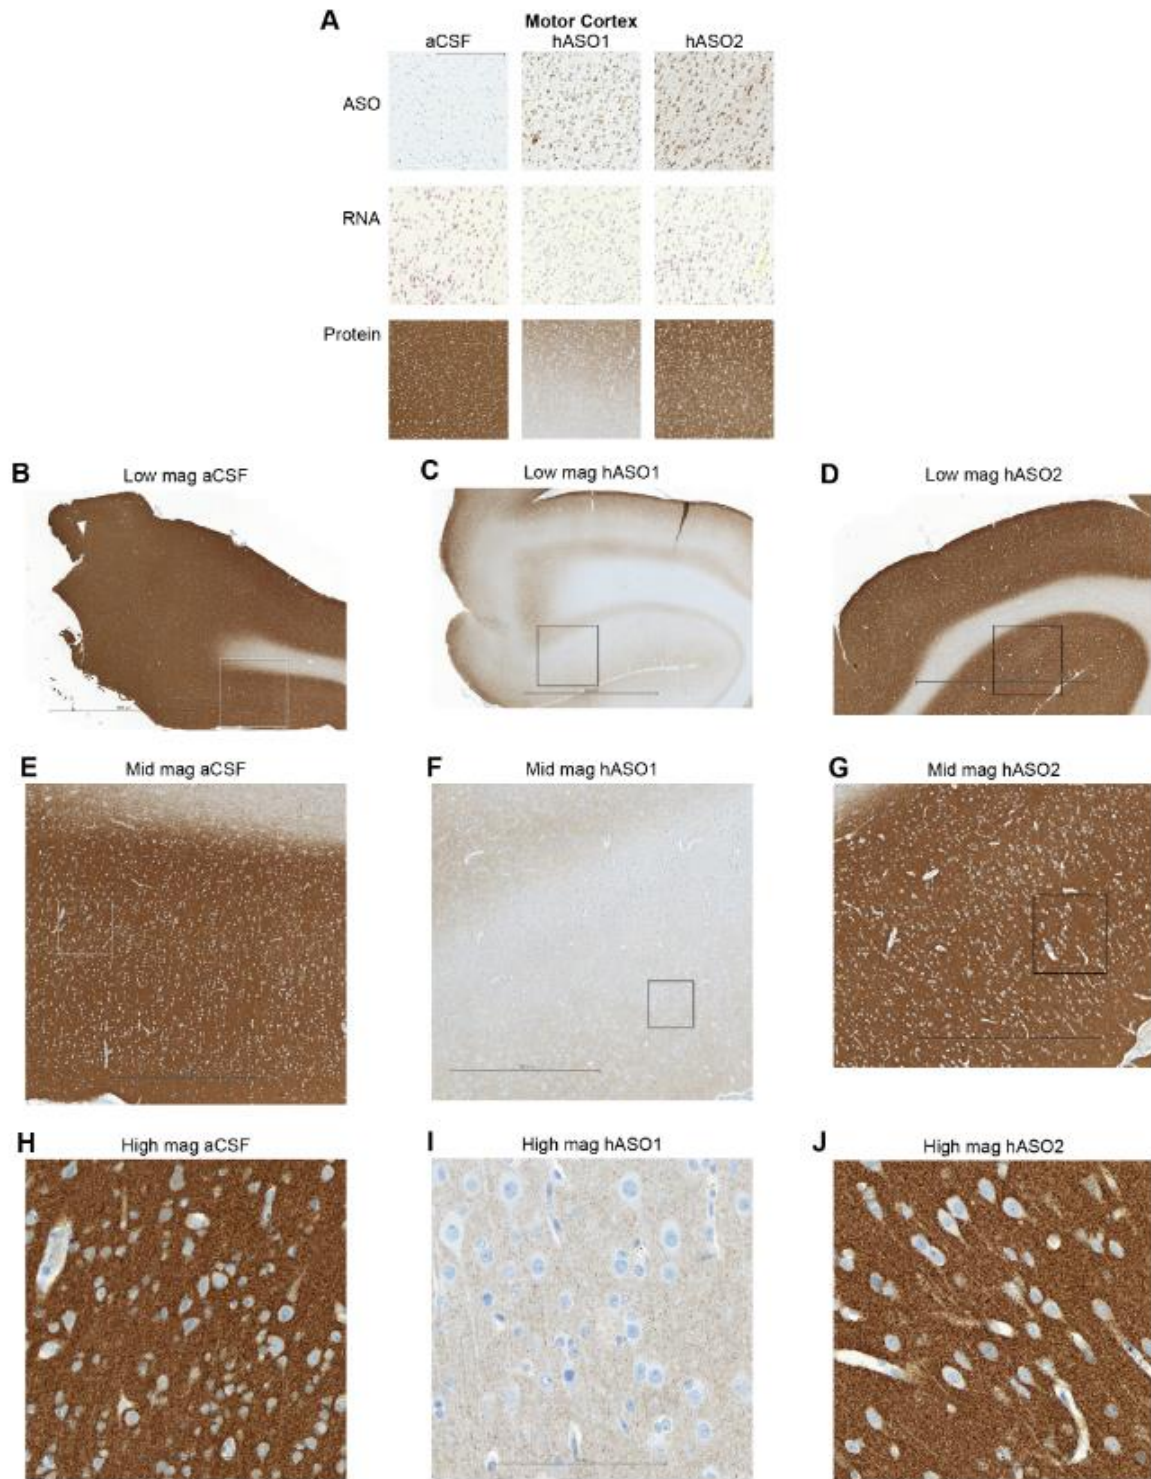 A
Motor Cortex
aCSF hASO1 hASO2
ASO
RNA
Protein
B Low mag aCSF
C Low mag hASO1
D Low mag hASO2
E Mid mag aCSF
F Mid mag hASO1
G Mid mag hASO2
H High mag aCSF
I High mag hASO1
J High mag hASO2